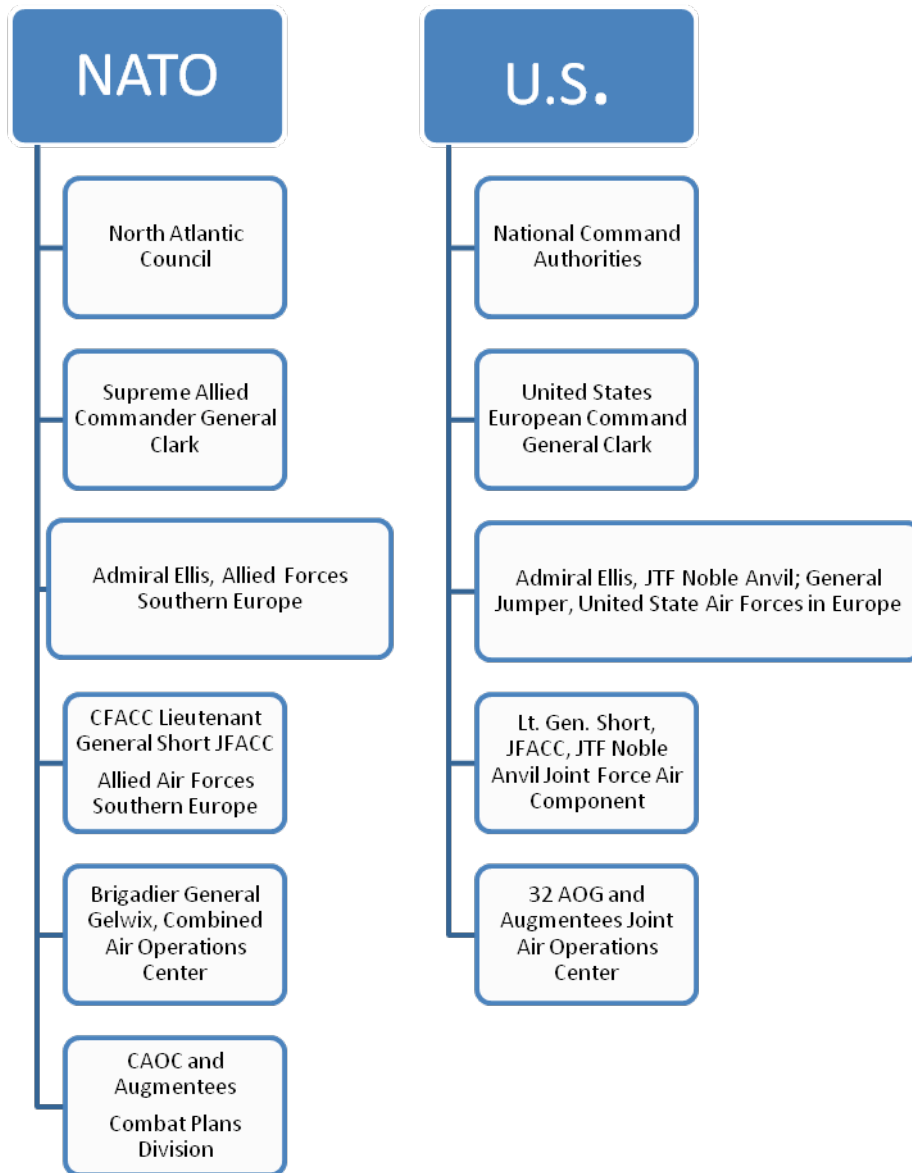 NATO
North Atlantic
Council
Supreme Allied
Commander General
Clark
Admiral Ellis, Allied Forces
Southern Europe
CFACC Lieutenant
General Short JFACC
Allied Air Forces
Southern Europe
Brigadier General
Gelwix, Combined
Air Operations
Center
CAOC and
Augmentees
Combat Plans
Division
U.S.
National Command
Authorities
United States
European Command
General Clark
Admiral Ellis, JTF Noble Anvil; General
Jumper, United State Air Forces in Europe
Lt. Gen. Short,
JFACC, JTF Noble
Anvil Joint Force Air
Component
32 AOG and
Augmentees Joint
Air Operations
Center